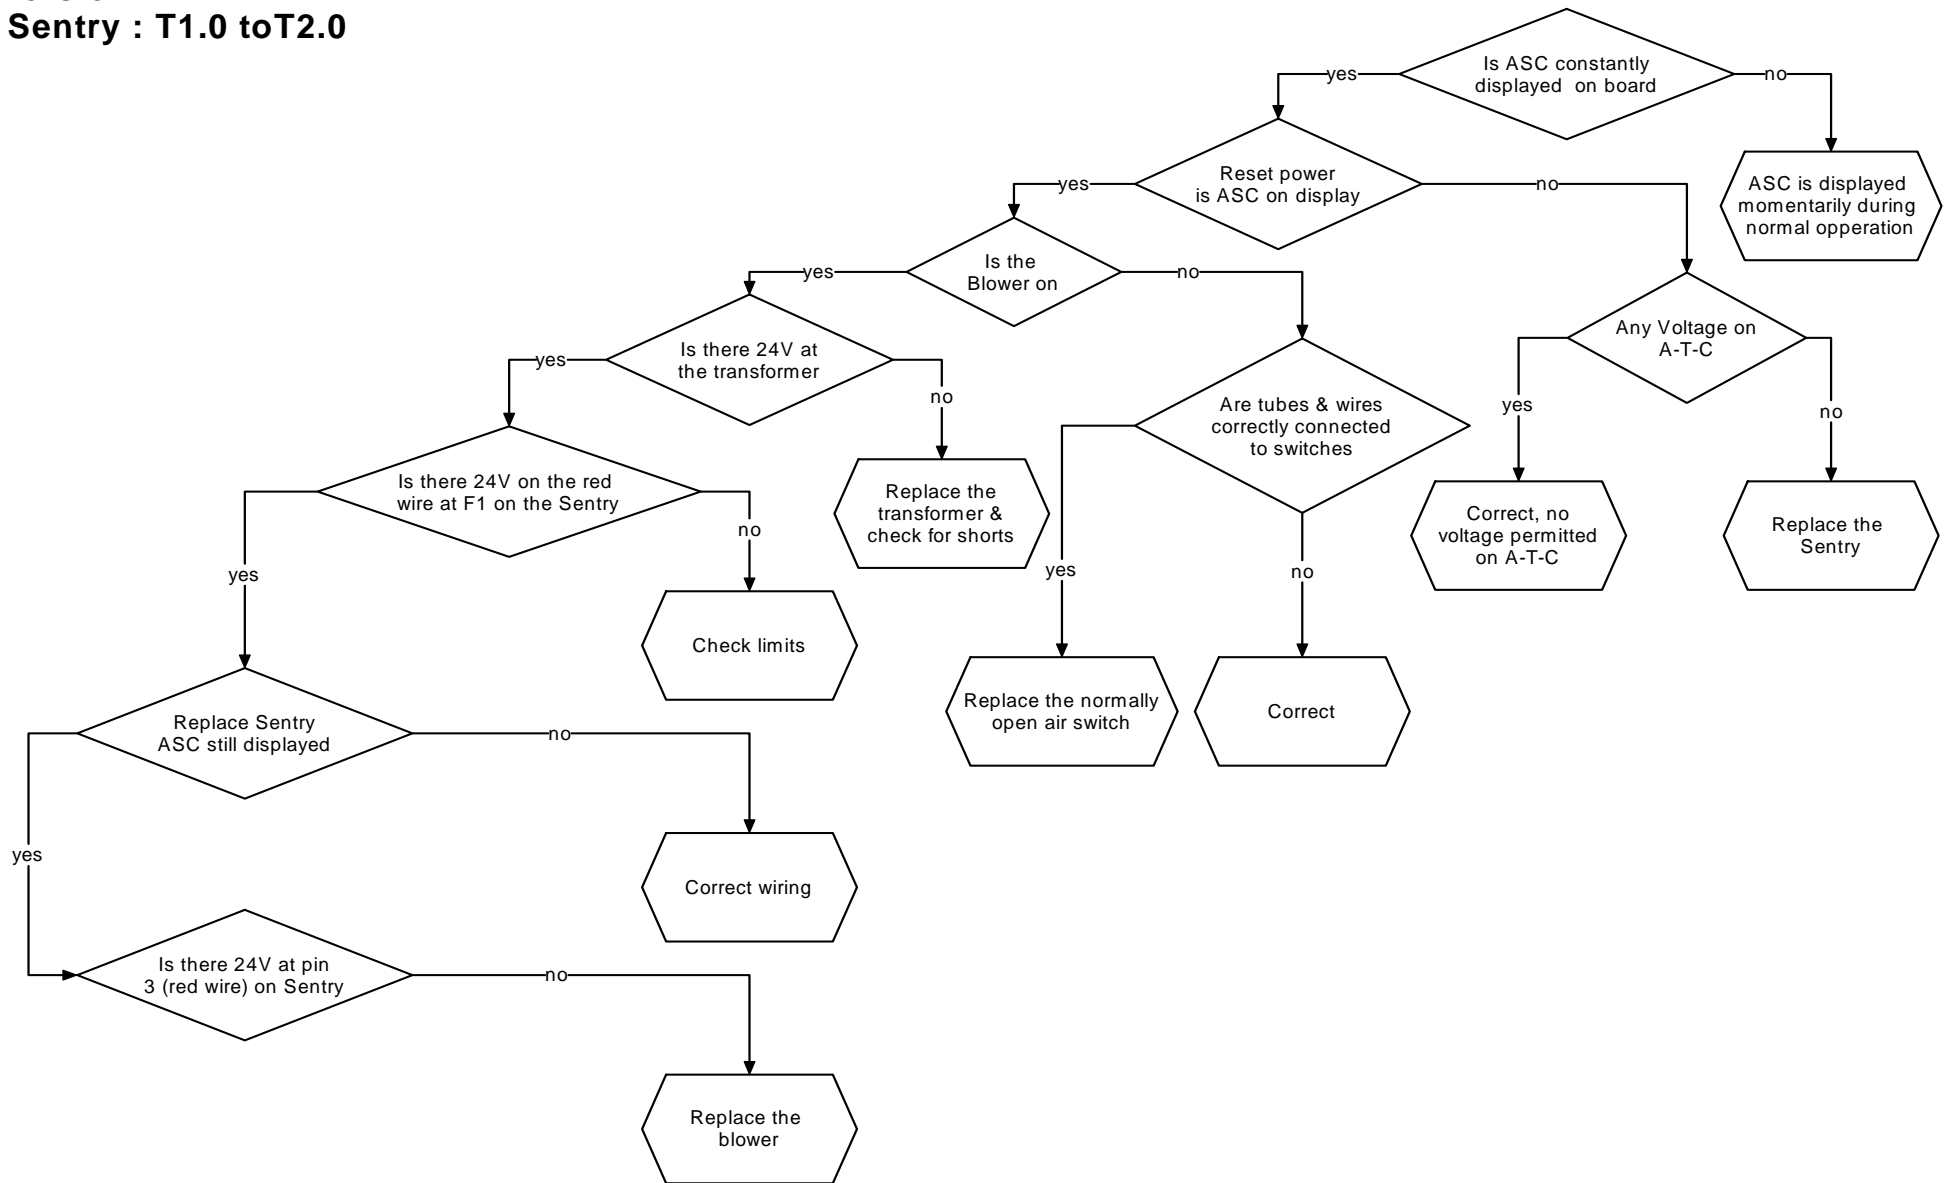 Sentry : T1.0 toT2.0
Is ASC constantly
displayed on board
yes
no
Reset power
is ASC on display
yes
no
ASC is displayed
momentarily during
normal opperation
Is the
Blower on
yes
no
Any Voltage on
A-T-C
yes
no
Is there 24V at
the transformer
yes
no
Are tubes & wires
correctly connected
to switches
yes
no
Correct, no
voltage permitted
on A-T-C
Replace the
Sentry
Is there 24V on the red
wire at F1 on the Sentry
yes
no
Replace the
transformer &
check for shorts
Check limits
Replace the normally
open air switch
Correct
Replace Sentry
ASC still displayed
no
yes
Correct wiring
Is there 24V at pin
3 (red wire) on Sentry
no
Replace the
blower